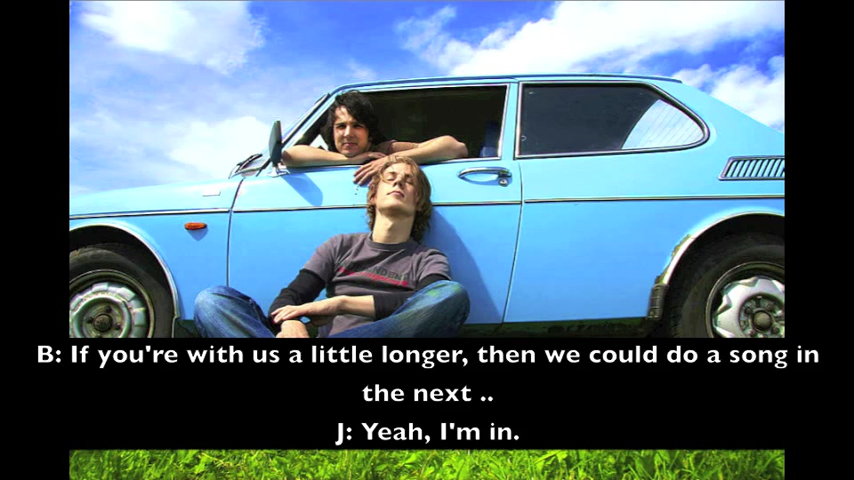 B: If you're with us a little longer, then we could do a song in
the next ..
J: Yeah, I'm in.